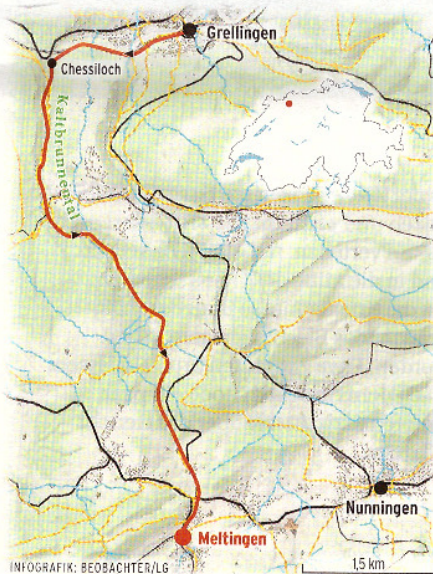 Grellingen
Chessiloch
Kaltbrunnental
Nunningen
Meltingen
INFOGRAFIK: BEOBACHTER/LG
1,5 km